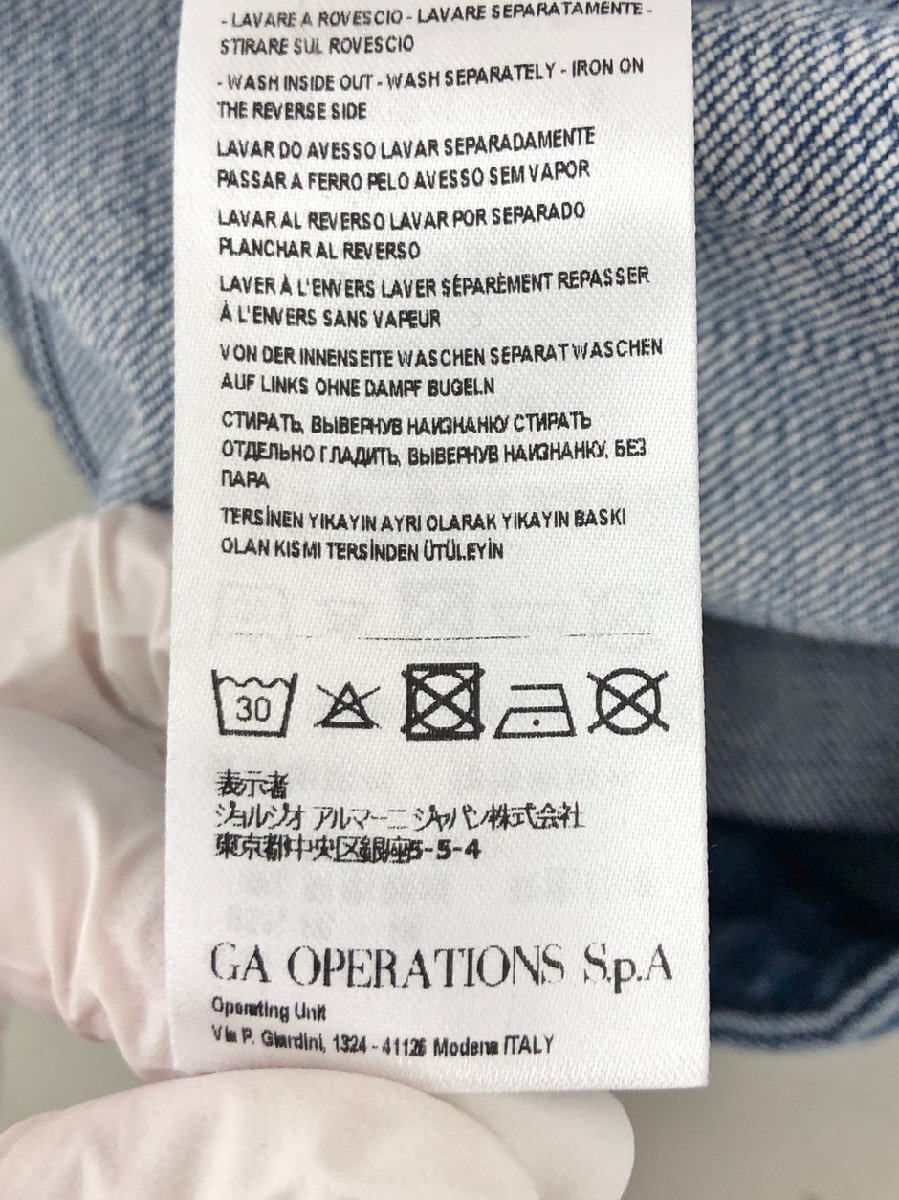 - LAVARE A ROVESCIO - LAVARE SEPARATAMENTE -
STIRARE SUL ROVESCIO
- WASH INSIDE OUT - WASH SEPARATELY - IRON ON
THE REVERSE SIDE
LAVAR DO AVESSO LAVAR SEPARADAMENTE
PASSAR A FERRO PELO AVESSO SEM VAPOR
LAVAR AL REVERSO LAVAR POR SEPARADO
PLANCHAR AL REVERSO
LAVER À L'ENVERS LAVER SÉPARÉMENT REPASSER
À L'ENVERS SANS VAPEUR
VON DER INNENSEITE WASCHEN SEPARAT WASCHEN
AUF LINKS OHNE DAMPF BUGELN
СТИРАТЬ, ВЫВЕРНУВ НАИЗНАНКУ СТИРАТЬ
ОТДЕЛЬНО ГЛАДИТЬ, ВЫВЕРНУВ НАИЗНАНКУ, БЕЗ
ПАРА
TERSİNEN YIKAYIN AYRI OLARAK YIKAYIN BASKI
OLAN KISMI TERSİNDEN ÜTÜLEYİN
30
表示者
ジョルジオ アルマーニ ジャパン株式会社
東京都中央区銀座5-5-4
GA OPERATIONS S.p.A
Operating Unit
Via P. Giardini, 1324 - 41126 Modena ITALY